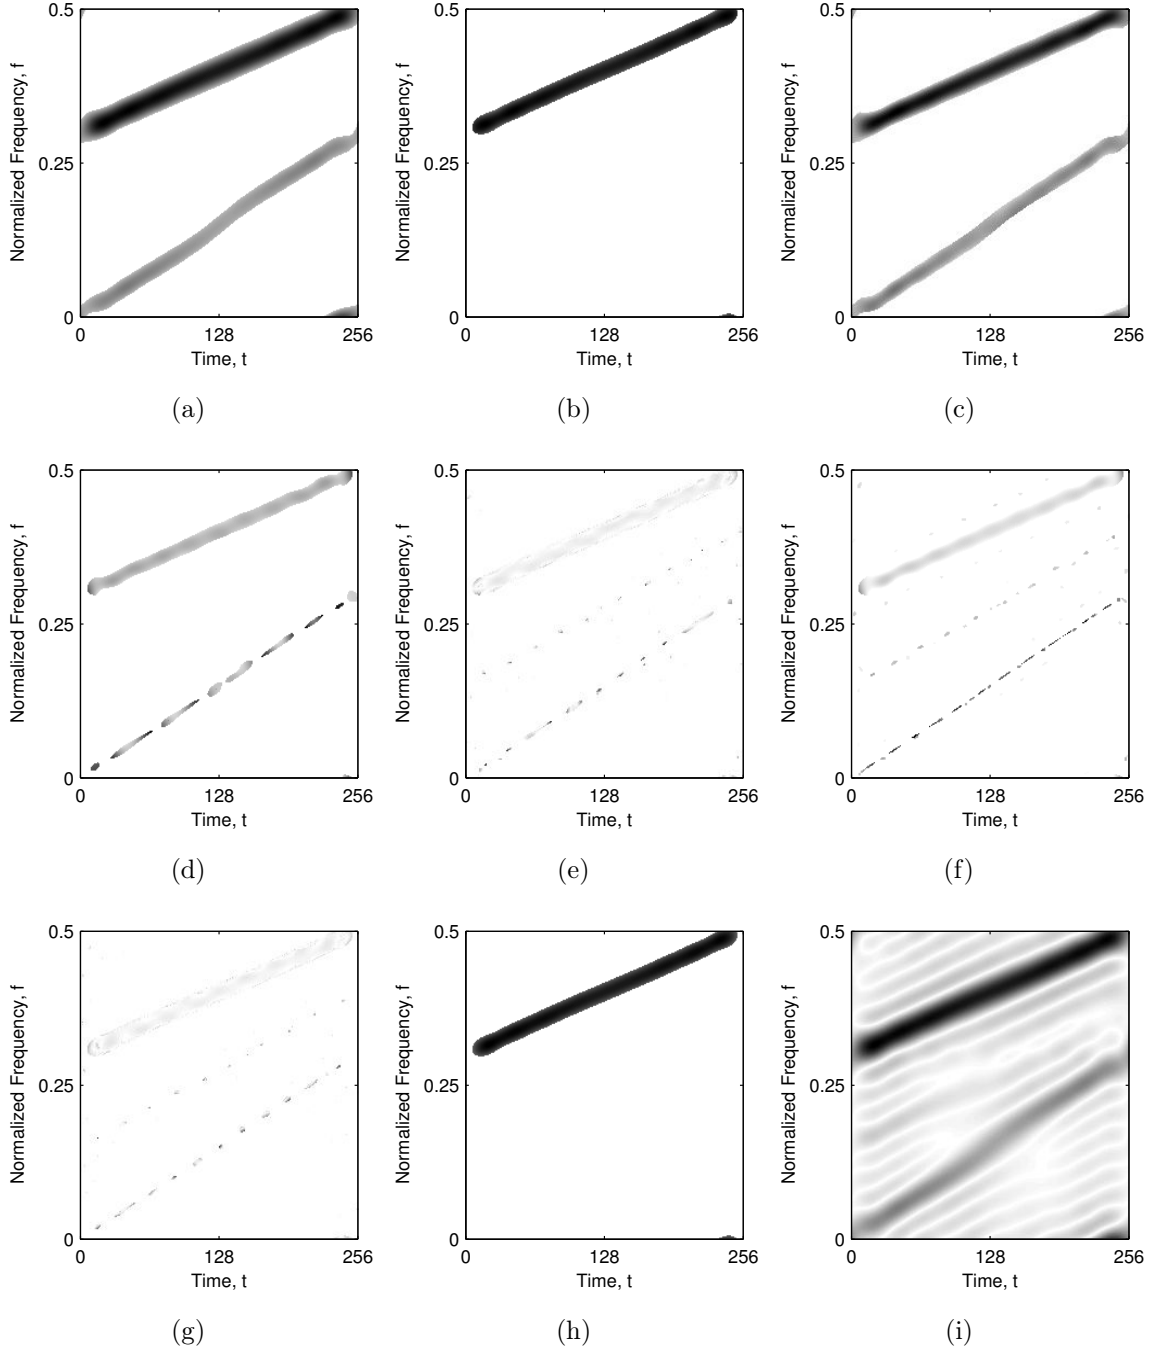 0.5 0.5 0.5
Normalized Frequency, f Normalized Frequency, f Normalized Frequency, f
0.25 0.25 0.25
0 0 0
0 128 256 0 128 256 0 128 256
Time, t Time, t Time, t
(a) (b) (c)
0.5 0.5 0.5
Normalized Frequency, f Normalized Frequency, f Normalized Frequency, f
0.25 0.25 0.25
0 0 0
0 128 256 0 128 256 0 128 256
Time, t Time, t Time, t
(d) (e) (f)
0.5 0.5 0.5
Normalized Frequency, f Normalized Frequency, f Normalized Frequency, f
0.25 0.25 0.25
0 0 0
0 128 256 0 128 256 0 128 256
Time, t Time, t Time, t
(g) (h) (i)